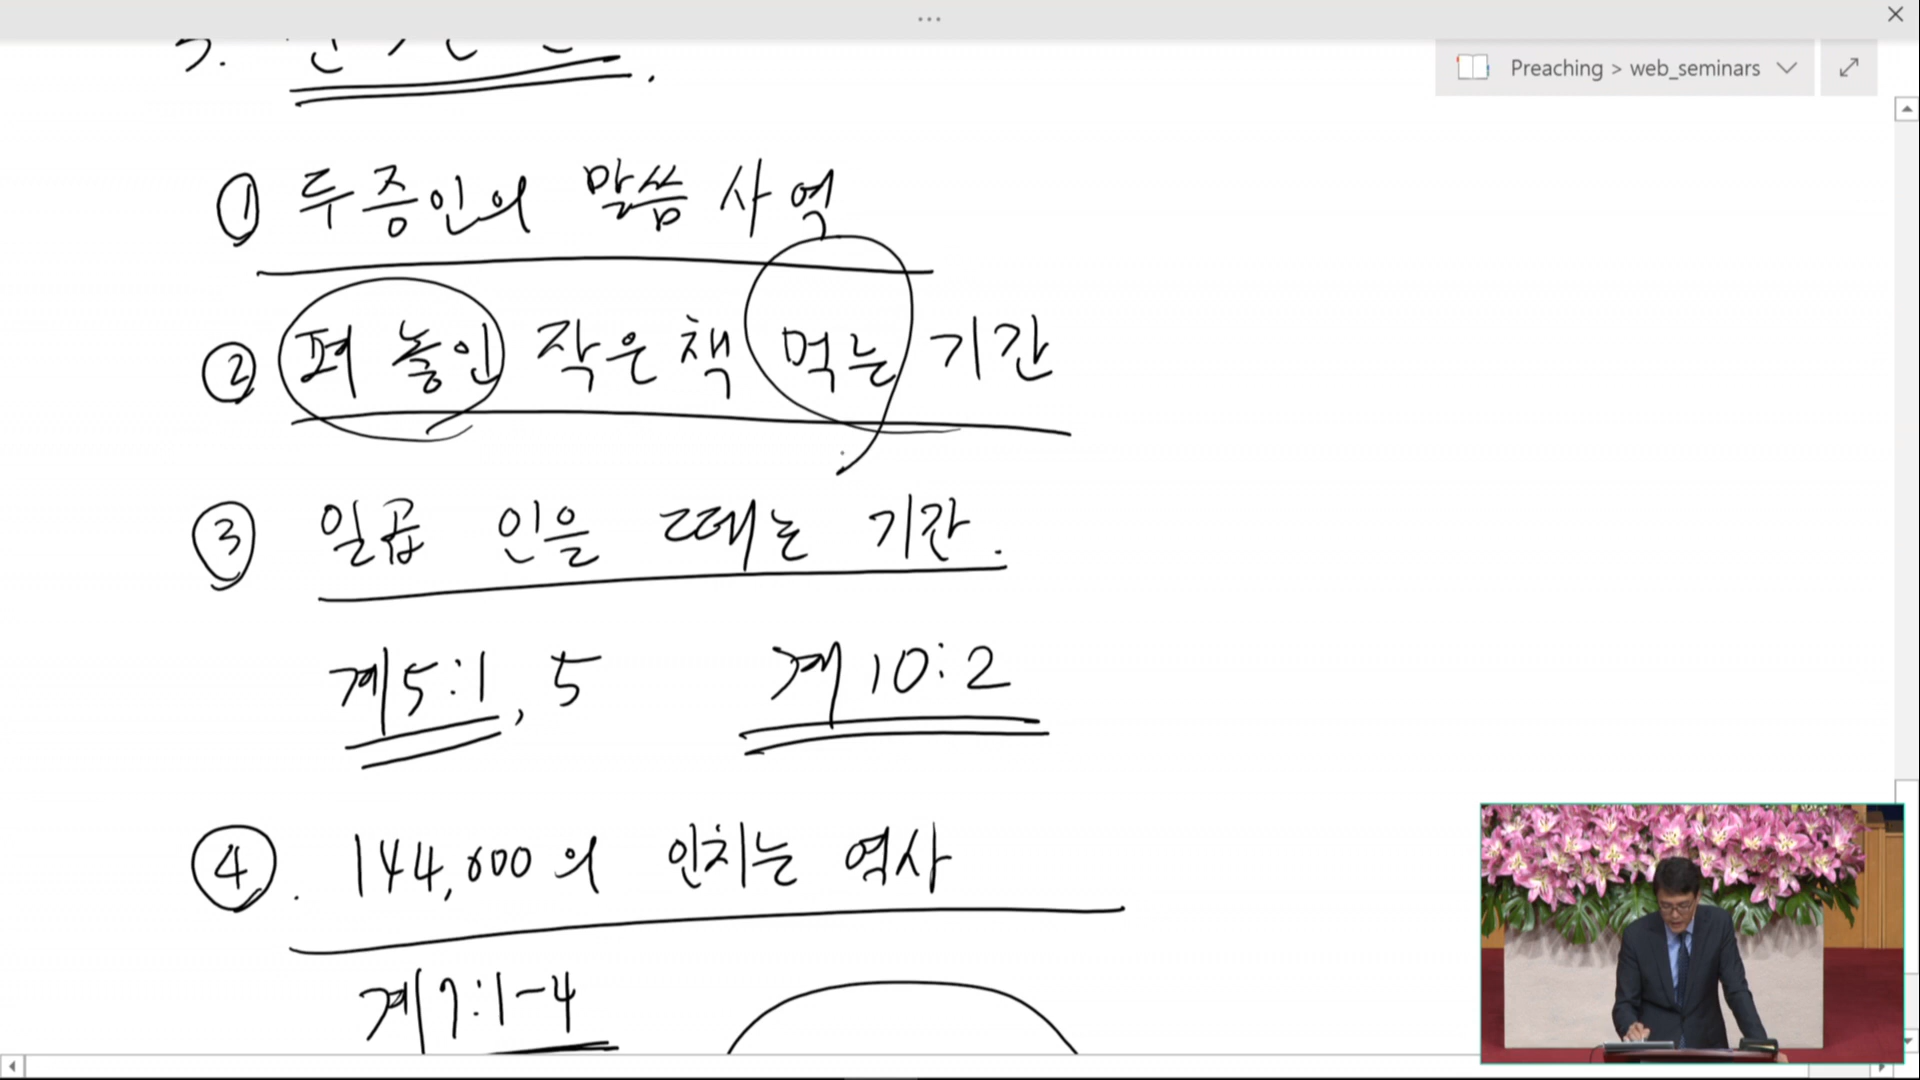 Preaching > web_seminars
① 두증인의 말씀 사역
② 펴 놓인 작은 책 먹는 기간
③ 일곱 인을 떼는 기간.
계5:1, 5 계10:2
④. 144,000의 인치는 역사
계7:1-4